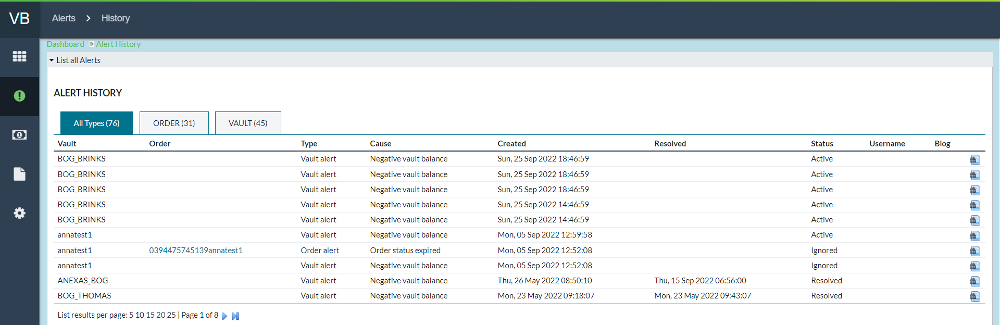 VB Alerts History
Dashboard Alert History
List all Alerts
ALERT HISTORY
All Types (76) ORDER (31) VAULT (45)
Vault Order Type Cause Created Resolved Status Username Blog
BOG_BRINKS Vault alert Negative vault balance Sun, 25 Sep 2022 18:46:59 Active
BOG_BRINKS Vault alert Negative vault balance Sun, 25 Sep 2022 18:46:59 Active
BOG_BRINKS Vault alert Negative vault balance Sun, 25 Sep 2022 18:46:59 Active
BOG_BRINKS Vault alert Negative vault balance Sun, 25 Sep 2022 14:46:59 Active
BOG_BRINKS Vault alert Negative vault balance Sun, 25 Sep 2022 14:46:59 Active
annatest1 Vault alert Negative vault balance Mon, 05 Sep 2022 12:59:58 Active
annatest1 0394475745139annatest1 Order alert Order status expired Mon, 05 Sep 2022 12:52:08 Ignored
annatest1 Vault alert Negative vault balance Mon, 05 Sep 2022 12:52:08 Ignored
ANEXAS_BOG Vault alert Negative vault balance Thu, 26 May 2022 08:50:10 Thu, 15 Sep 2022 06:56:00 Resolved
BOG_THOMAS Vault alert Negative vault balance Mon, 23 May 2022 09:18:07 Mon, 23 May 2022 09:43:07 Resolved
List results per page: 5 10 15 20 25 | Page 1 of 8